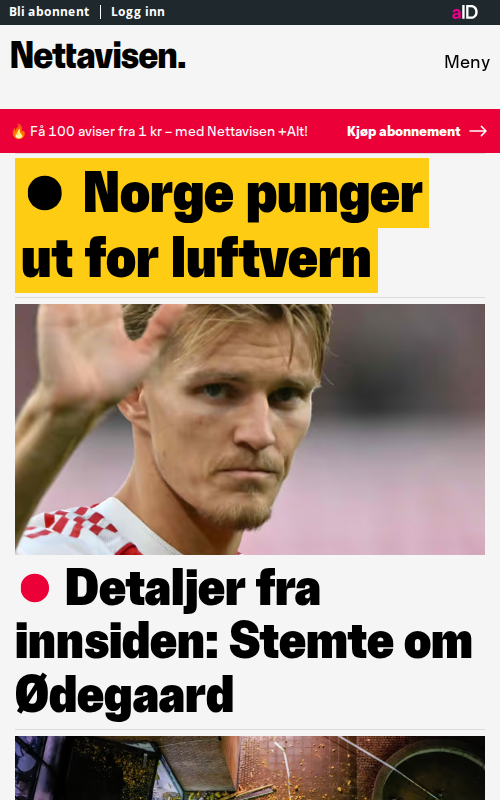 Bli abonnent | Logg inn
aID
Nettavisen.
Meny
🔥 Få 100 aviser fra 1 kr – med Nettavisen +Alt!
Kjøp abonnement →
● Norge punger
ut for luftvern
● Detaljer fra
innsiden: Stemte om
Ødegaard